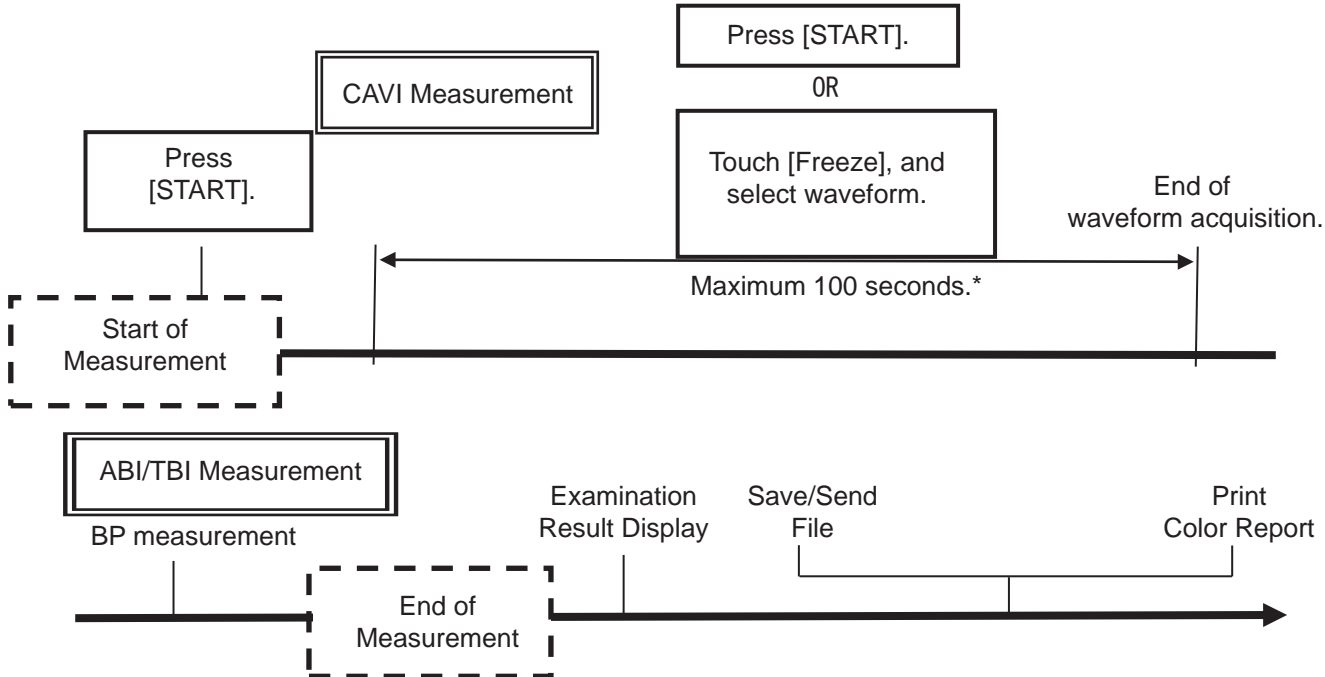 Press [START].
OR
CAVI Measurement
Touch [Freeze], and
select waveform.
Press
[START].
End of
waveform acquisition.
Maximum 100 seconds.*
Start of
Measurement
ABI/TBI Measurement
BP measurement
Examination
Result Display
Save/Send
File
Print
Color Report
End of
Measurement